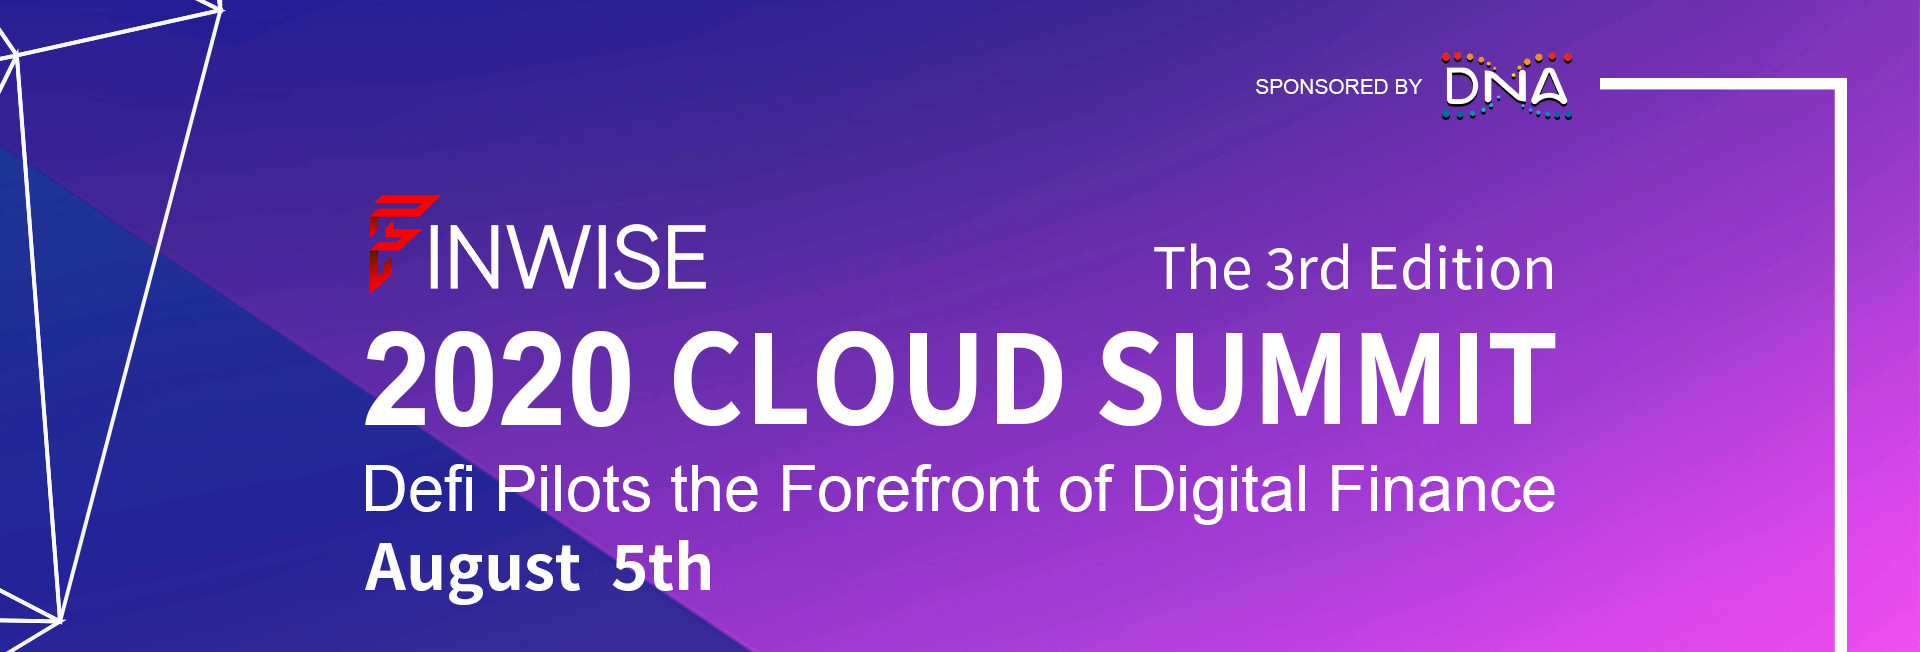 SPONSORED BY DNA
FINWISE
The 3rd Edition
2020 CLOUD SUMMIT
Defi Pilots the Forefront of Digital Finance
August 5th